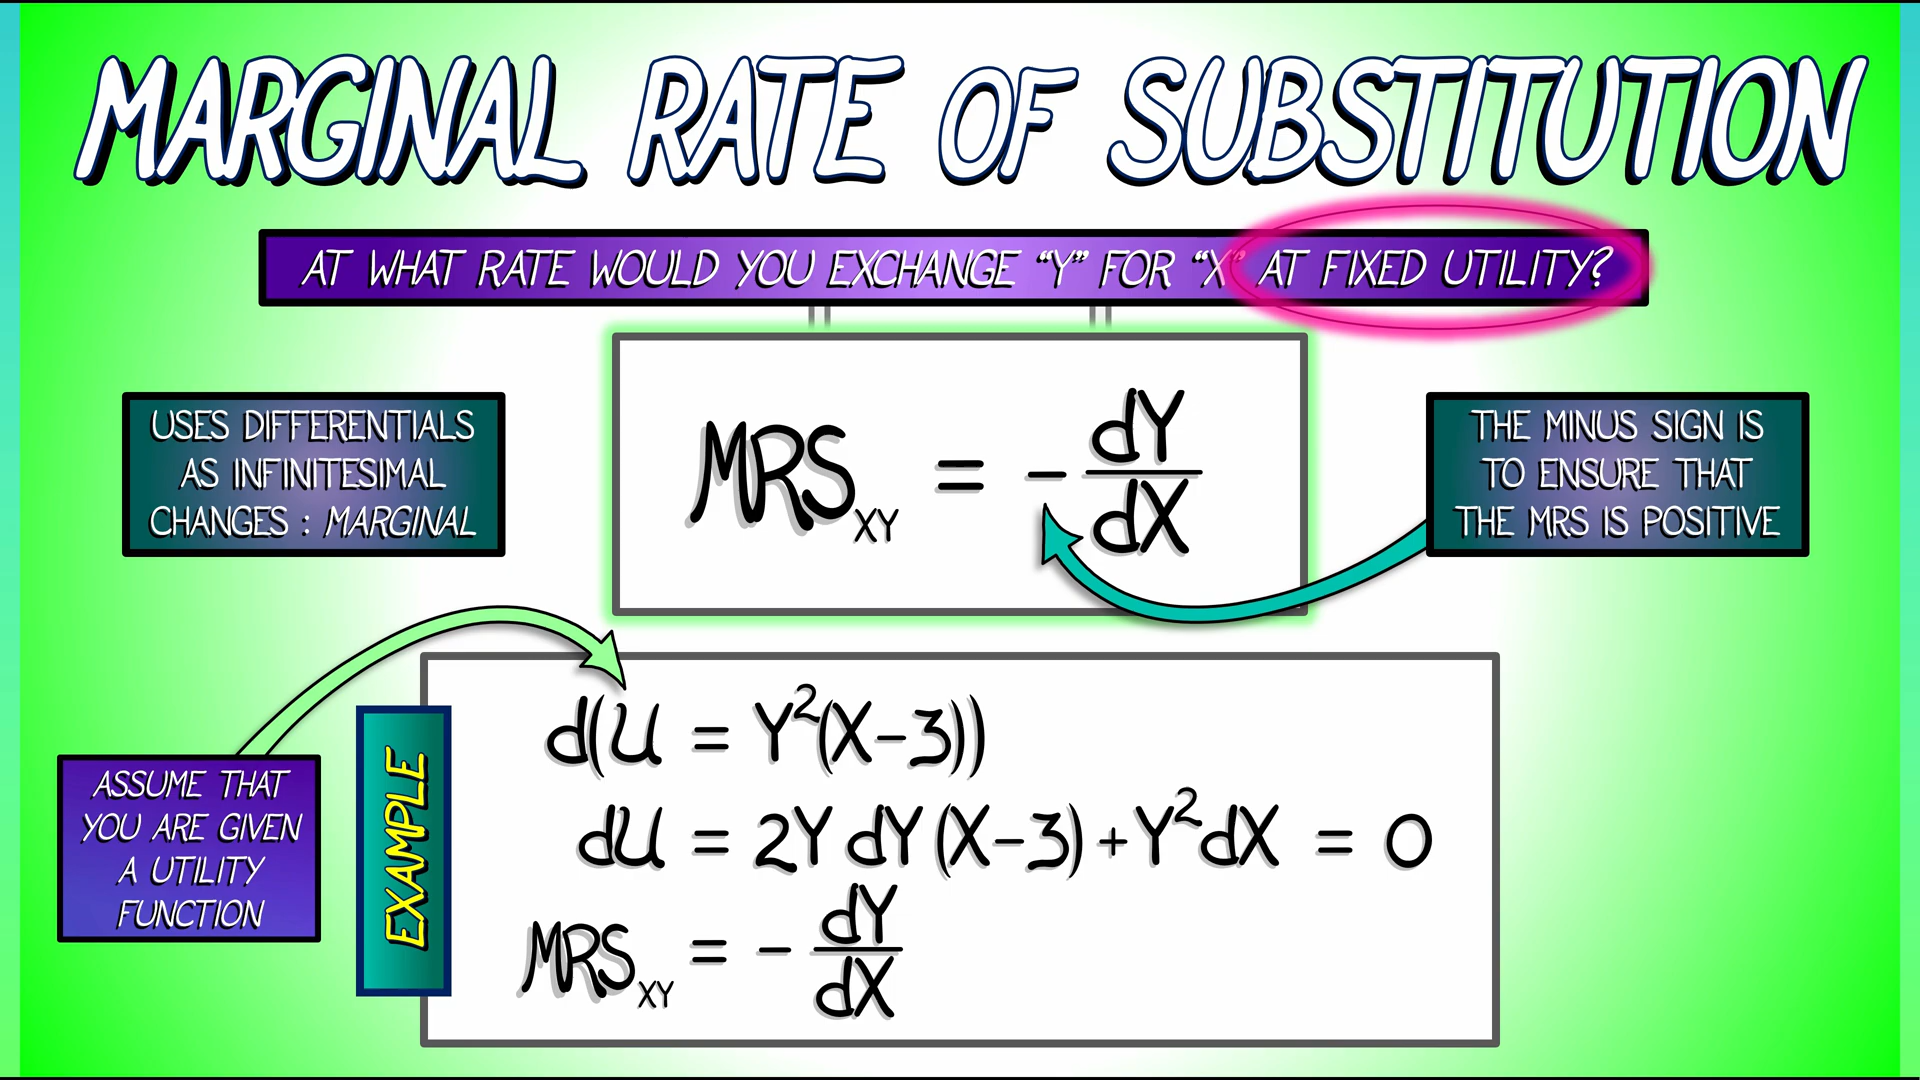 MARGINAL RATE OF SUBSTITUTION
AT WHAT RATE WOULD YOU EXCHANGE “Y” FOR “X” AT FIXED UTILITY?
USES DIFFERENTIALS
AS INFINITESIMAL
CHANGES : MARGINAL
MRS_XY = - dY/dX
THE MINUS SIGN IS
TO ENSURE THAT
THE MRS IS POSITIVE
ASSUME THAT
YOU ARE GIVEN
A UTILITY
FUNCTION
EXAMPLE
d(U = Y²(X-3))
dU = 2Y dY(X-3) + Y²dX = 0
MRS_XY = - dY/dX